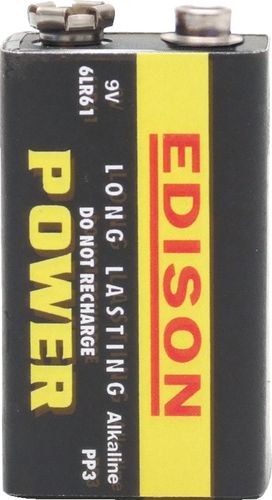 EDISON
9V
6LR61
LONG LASTING Alkaline
DO NOT RECHARGE
PP3
POWER